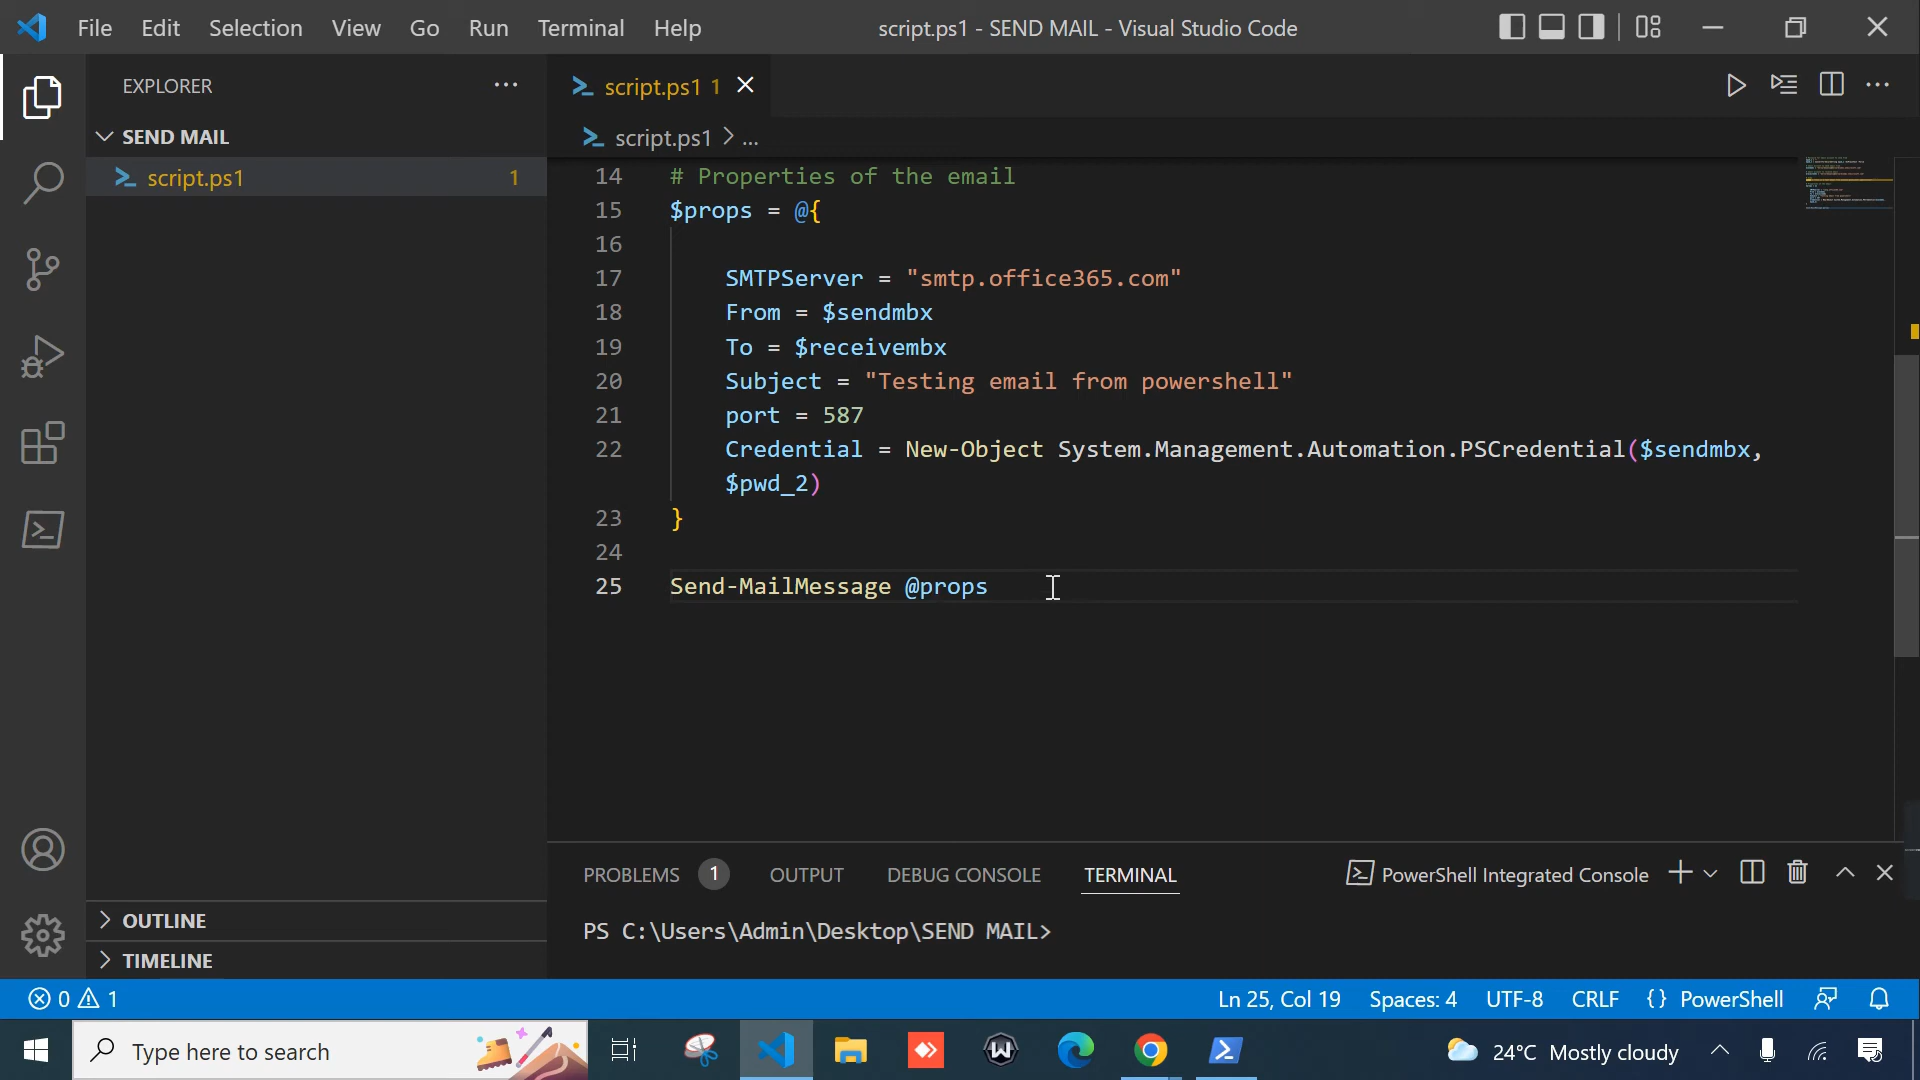 File Edit Selection View Go Run Terminal Help
script.ps1 - SEND MAIL - Visual Studio Code
EXPLORER
SEND MAIL
script.ps1 1
script.ps1 1
script.ps1 > ...
14 # Properties of the email
15 $props = @{
16
17 SMTPServer = "smtp.office365.com"
18 From = $sendmbx
19 To = $receivembx
20 Subject = "Testing email from powershell"
21 port = 587
22 Credential = New-Object System.Management.Automation.PSCredential($sendmbx,
$pwd_2)
23 }
24
25 Send-MailMessage @props
OUTLINE
TIMELINE
PROBLEMS 1 OUTPUT DEBUG CONSOLE TERMINAL
PowerShell Integrated Console
PS C:\Users\Admin\Desktop\SEND MAIL>
0 1
Ln 25, Col 19 Spaces: 4 UTF-8 CRLF {} PowerShell
Type here to search
24°C Mostly cloudy